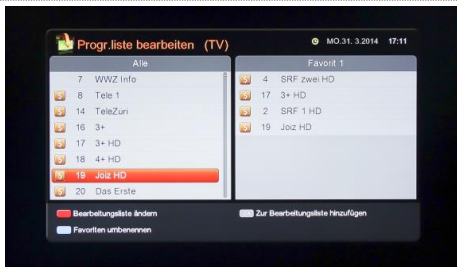 Progr.liste bearbeiten (TV)
MO.31. 3.2014 17:11
Alle
7 WWZ Info
8 Tele 1
14 TeleZüri
16 3+
17 3+ HD
18 4+ HD
19 Joiz HD
20 Das Erste
Favorit 1
4 SRF zwei HD
17 3+ HD
2 SRF 1 HD
19 Joiz HD
Bearbeitungsliste ändern
Zur Bearbeitungsliste hinzufügen
Favoriten umbenennen